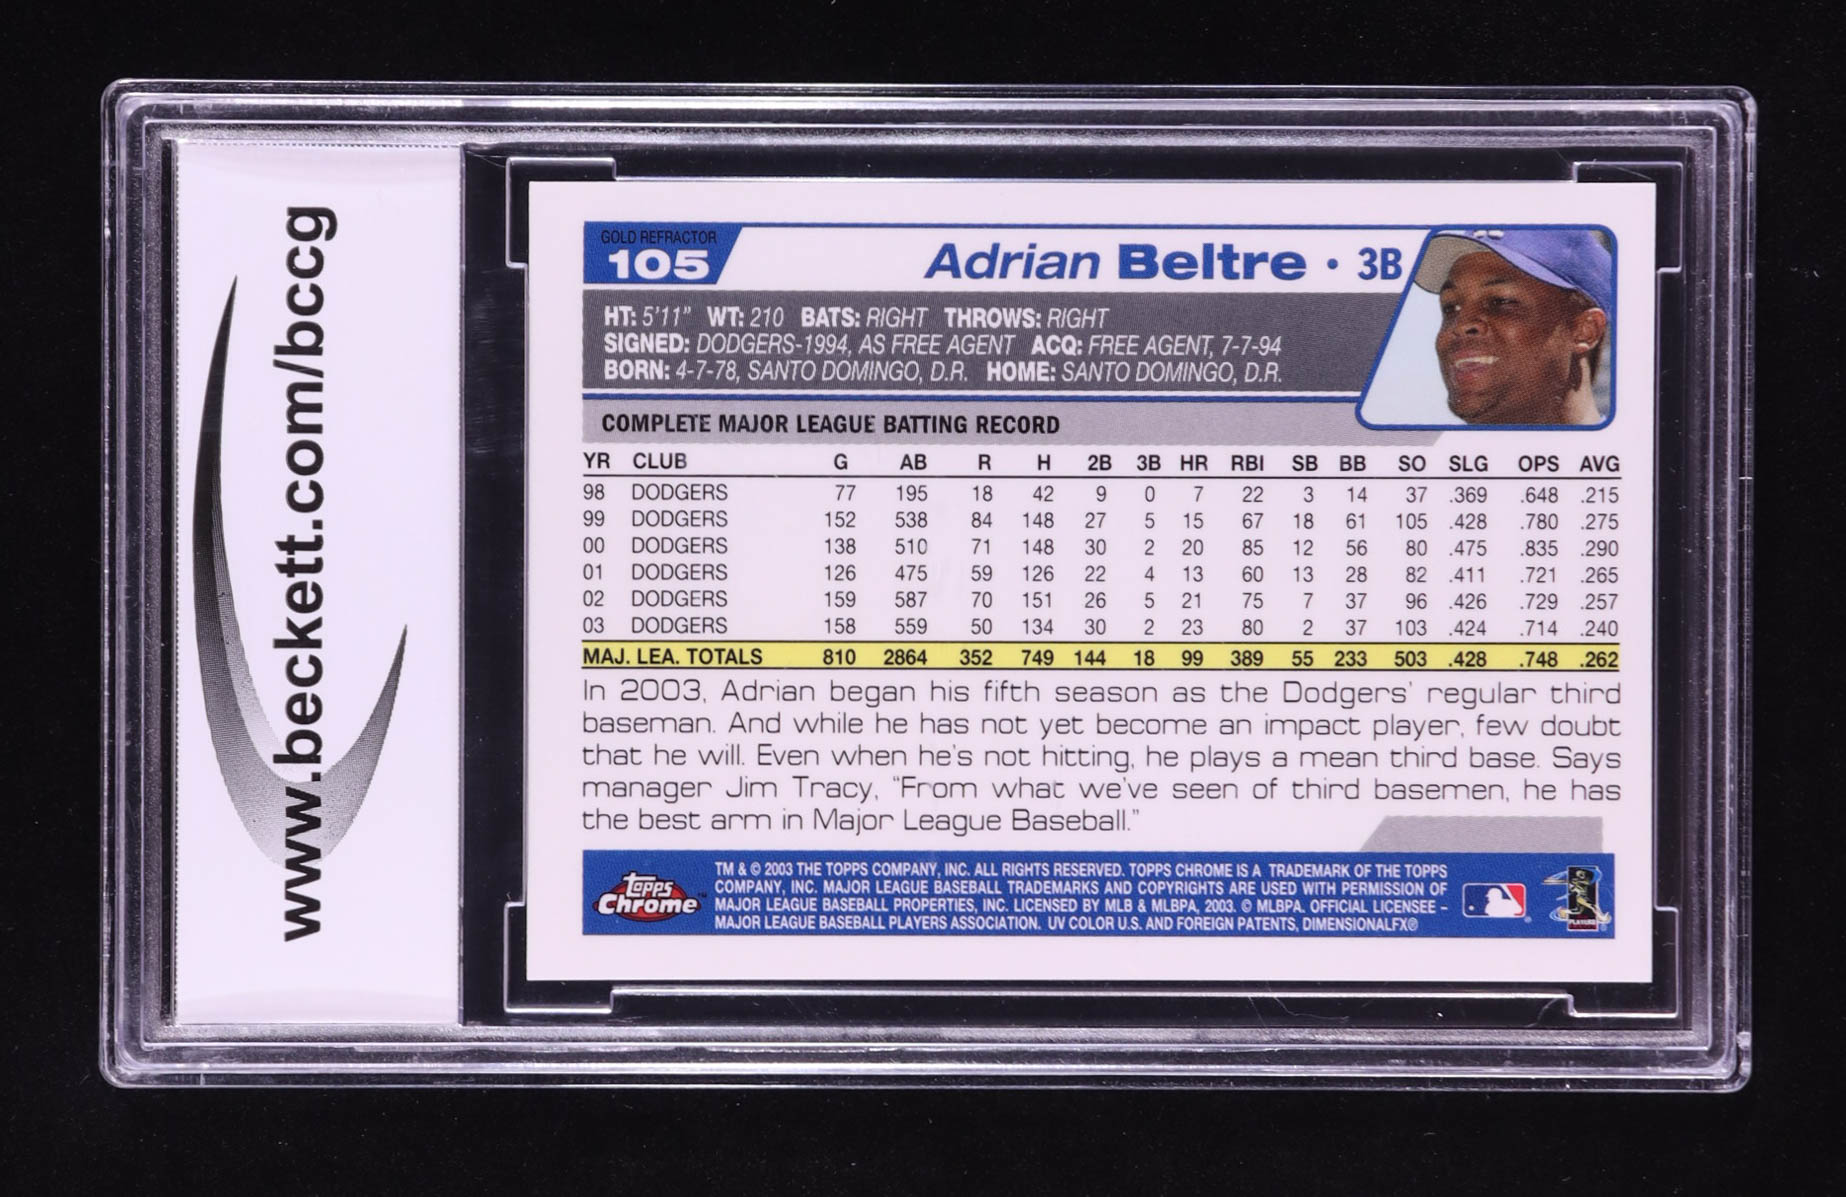 www.beckett.com/bccg
GOLD REFRACTOR
105
Adrian Beltre • 3B
HT: 5'11" WT: 210 BATS: RIGHT THROWS: RIGHT
SIGNED: DODGERS-1994, AS FREE AGENT ACQ: FREE AGENT, 7-7-94
BORN: 4-7-78, SANTO DOMINGO, D.R. HOME: SANTO DOMINGO, D.R.
COMPLETE MAJOR LEAGUE BATTING RECORD
YR CLUB G AB R H 2B 3B HR RBI SB BB SO SLG OPS AVG
98 DODGERS 77 195 18 42 9 0 7 22 3 14 37 .369 .648 .215
99 DODGERS 152 538 84 148 27 5 15 67 18 61 105 .428 .780 .275
00 DODGERS 138 510 71 148 30 2 20 85 12 56 80 .475 .835 .290
01 DODGERS 126 475 59 126 22 4 13 60 13 28 82 .411 .721 .265
02 DODGERS 159 587 70 151 26 5 21 75 7 37 96 .426 .729 .257
03 DODGERS 158 559 50 134 30 2 23 80 2 37 103 .424 .714 .240
MAJ. LEA. TOTALS 810 2864 352 749 144 18 99 389 55 233 503 .428 .748 .262
In 2003, Adrian began his fifth season as the Dodgers' regular third
baseman. And while he has not yet become an impact player, few doubt
that he will. Even when he's not hitting, he plays a mean third base. Says
manager Jim Tracy, "From what we've seen of third basemen, he has
the best arm in Major League Baseball."
Topps Chrome™
TM & © 2003 THE TOPPS COMPANY, INC. ALL RIGHTS RESERVED. TOPPS CHROME IS A TRADEMARK OF THE TOPPS
COMPANY, INC. MAJOR LEAGUE BASEBALL TRADEMARKS AND COPYRIGHTS ARE USED WITH PERMISSION OF
MAJOR LEAGUE BASEBALL PROPERTIES, INC. LICENSED BY MLB & MLBPA, 2003. © MLBPA. OFFICIAL LICENSEE –
MAJOR LEAGUE BASEBALL PLAYERS ASSOCIATION. UV COLOR U.S. AND FOREIGN PATENTS, DIMENSIONALFX®
PLAYERS